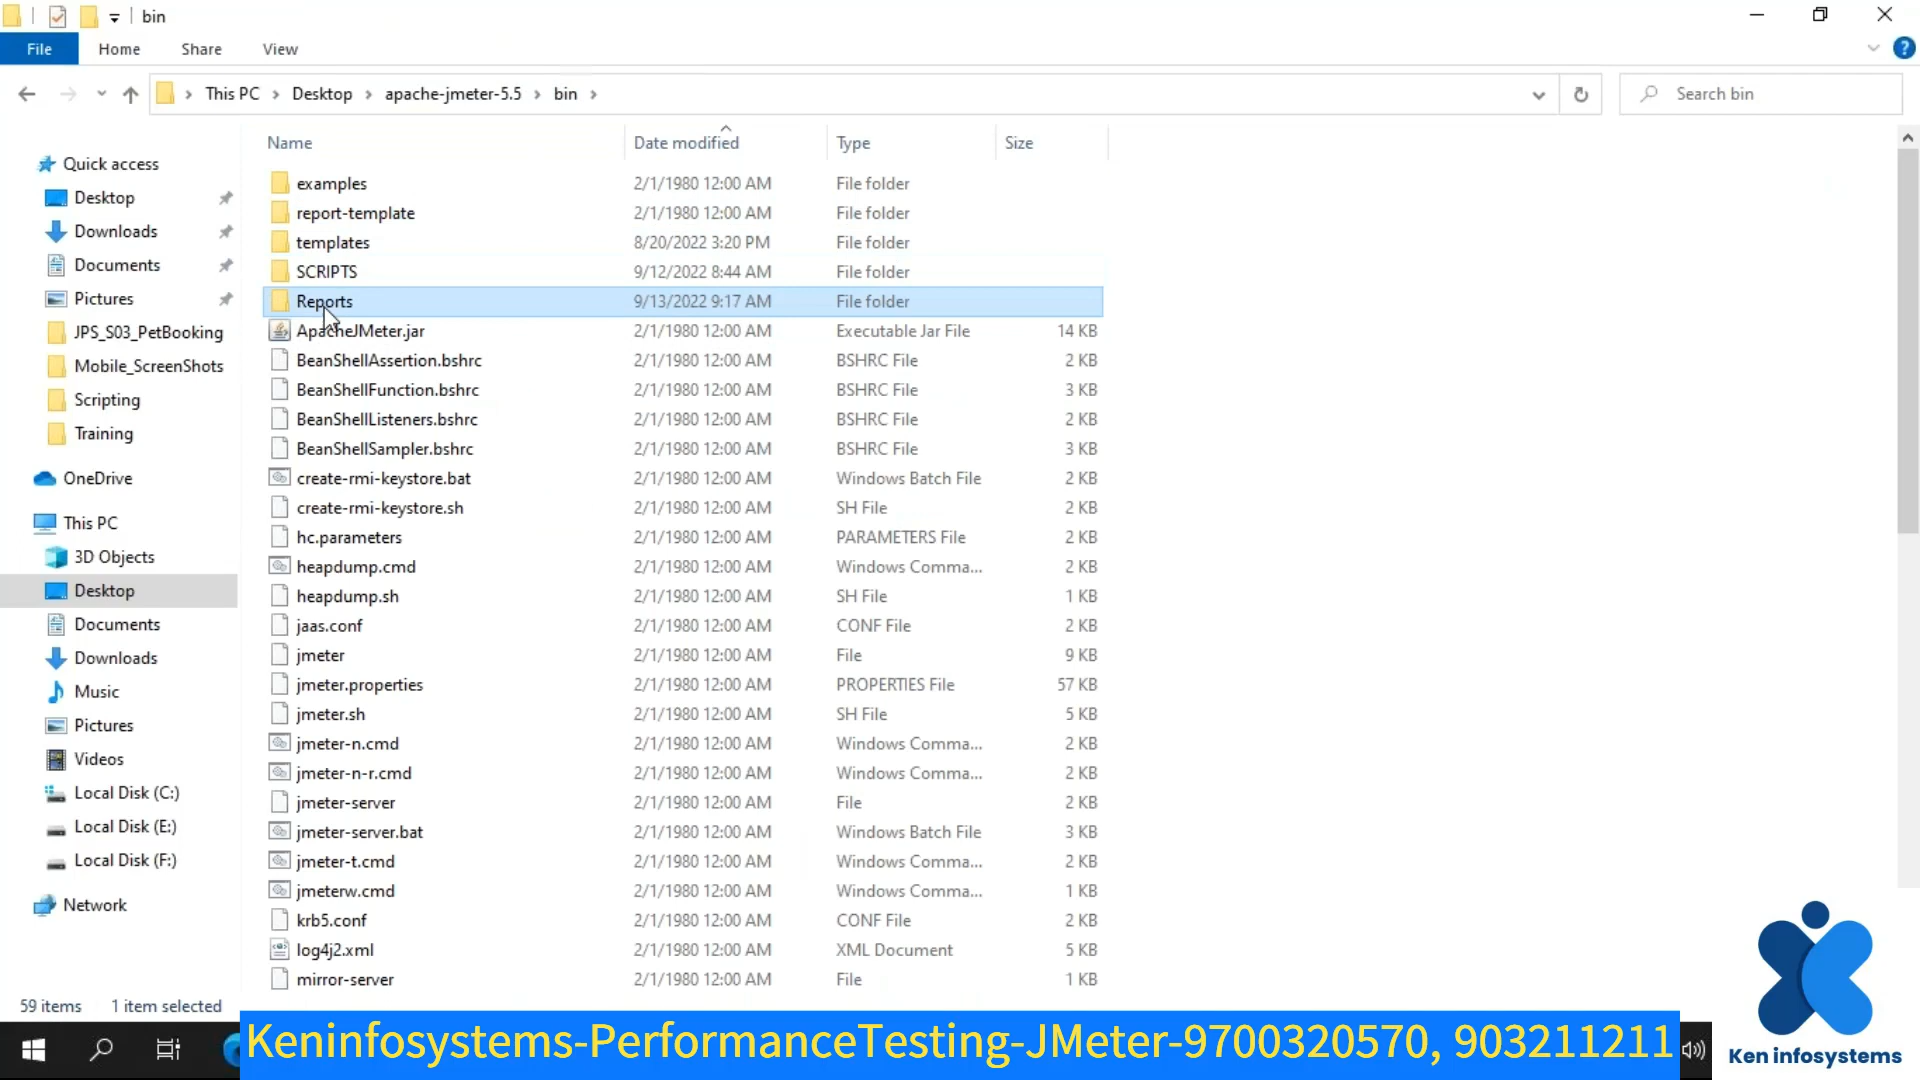 bin
File Home Share View
This PC > Desktop > apache-jmeter-5.5 > bin >
Search bin
Name Date modified Type Size
Quick access
Desktop
Downloads
Documents
Pictures
JPS_S03_PetBooking
Mobile_ScreenShots
Scripting
Training
OneDrive
This PC
3D Objects
Desktop
Documents
Downloads
Music
Pictures
Videos
Local Disk (C:)
Local Disk (E:)
Local Disk (F:)
Network
examples 2/1/1980 12:00 AM File folder
report-template 2/1/1980 12:00 AM File folder
templates 8/20/2022 3:20 PM File folder
SCRIPTS 9/12/2022 8:44 AM File folder
Reports 9/13/2022 9:17 AM File folder
ApacheJMeter.jar 2/1/1980 12:00 AM Executable Jar File 14 KB
BeanShellAssertion.bshrc 2/1/1980 12:00 AM BSHRC File 2 KB
BeanShellFunction.bshrc 2/1/1980 12:00 AM BSHRC File 3 KB
BeanShellListeners.bshrc 2/1/1980 12:00 AM BSHRC File 2 KB
BeanShellSampler.bshrc 2/1/1980 12:00 AM BSHRC File 3 KB
create-rmi-keystore.bat 2/1/1980 12:00 AM Windows Batch File 2 KB
create-rmi-keystore.sh 2/1/1980 12:00 AM SH File 2 KB
hc.parameters 2/1/1980 12:00 AM PARAMETERS File 2 KB
heapdump.cmd 2/1/1980 12:00 AM Windows Comma... 2 KB
heapdump.sh 2/1/1980 12:00 AM SH File 1 KB
jaas.conf 2/1/1980 12:00 AM CONF File 2 KB
jmeter 2/1/1980 12:00 AM File 9 KB
jmeter.properties 2/1/1980 12:00 AM PROPERTIES File 57 KB
jmeter.sh 2/1/1980 12:00 AM SH File 5 KB
jmeter-n.cmd 2/1/1980 12:00 AM Windows Comma... 2 KB
jmeter-n-r.cmd 2/1/1980 12:00 AM Windows Comma... 2 KB
jmeter-server 2/1/1980 12:00 AM File 2 KB
jmeter-server.bat 2/1/1980 12:00 AM Windows Batch File 3 KB
jmeter-t.cmd 2/1/1980 12:00 AM Windows Comma... 2 KB
jmeterw.cmd 2/1/1980 12:00 AM Windows Comma... 1 KB
krb5.conf 2/1/1980 12:00 AM CONF File 2 KB
log4j2.xml 2/1/1980 12:00 AM XML Document 5 KB
mirror-server 2/1/1980 12:00 AM File 1 KB
59 items 1 item selected
Keninfosystems-PerformanceTesting-JMeter-9700320570, 903211211
Ken infosystems